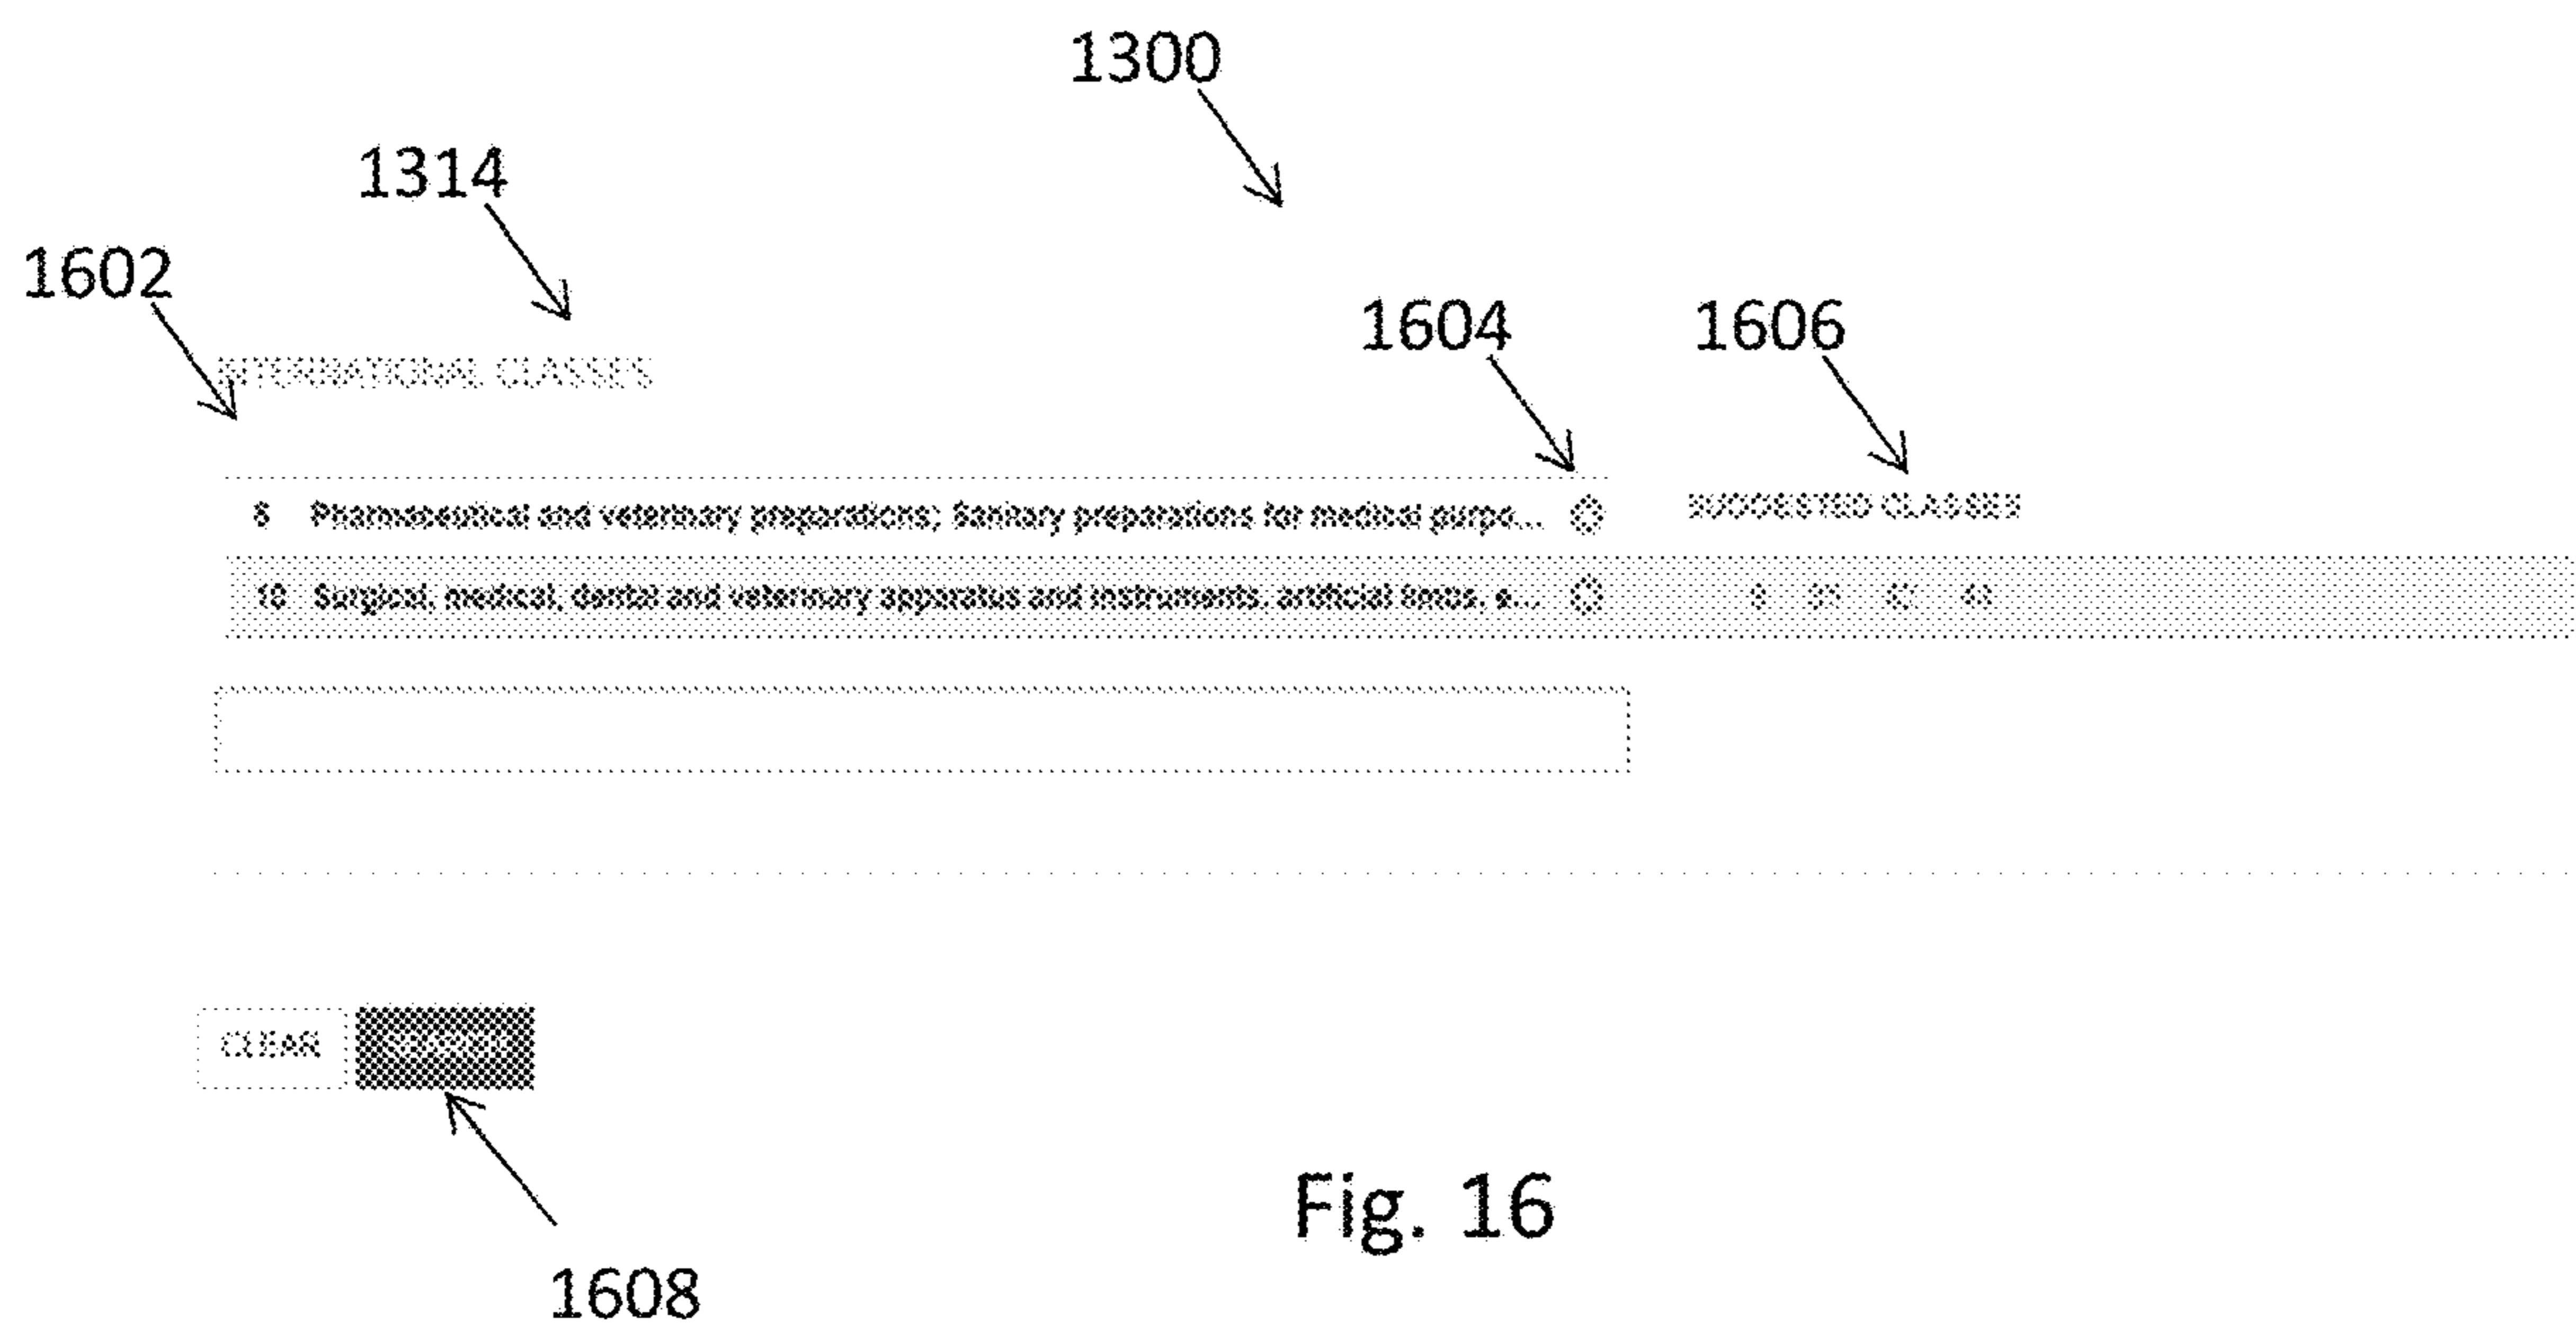 1300
1314
1602
1604 1606
INTERNATIONAL CLASSES
5 Pharmaceutical and veterinary preparations; Sanitary preparations for medical purpo...
SUGGESTED CLASSES
10 Surgical, medical, dental and veterinary apparatus and instruments, artificial limbs, e...
CLEAR
Fig. 16
1608